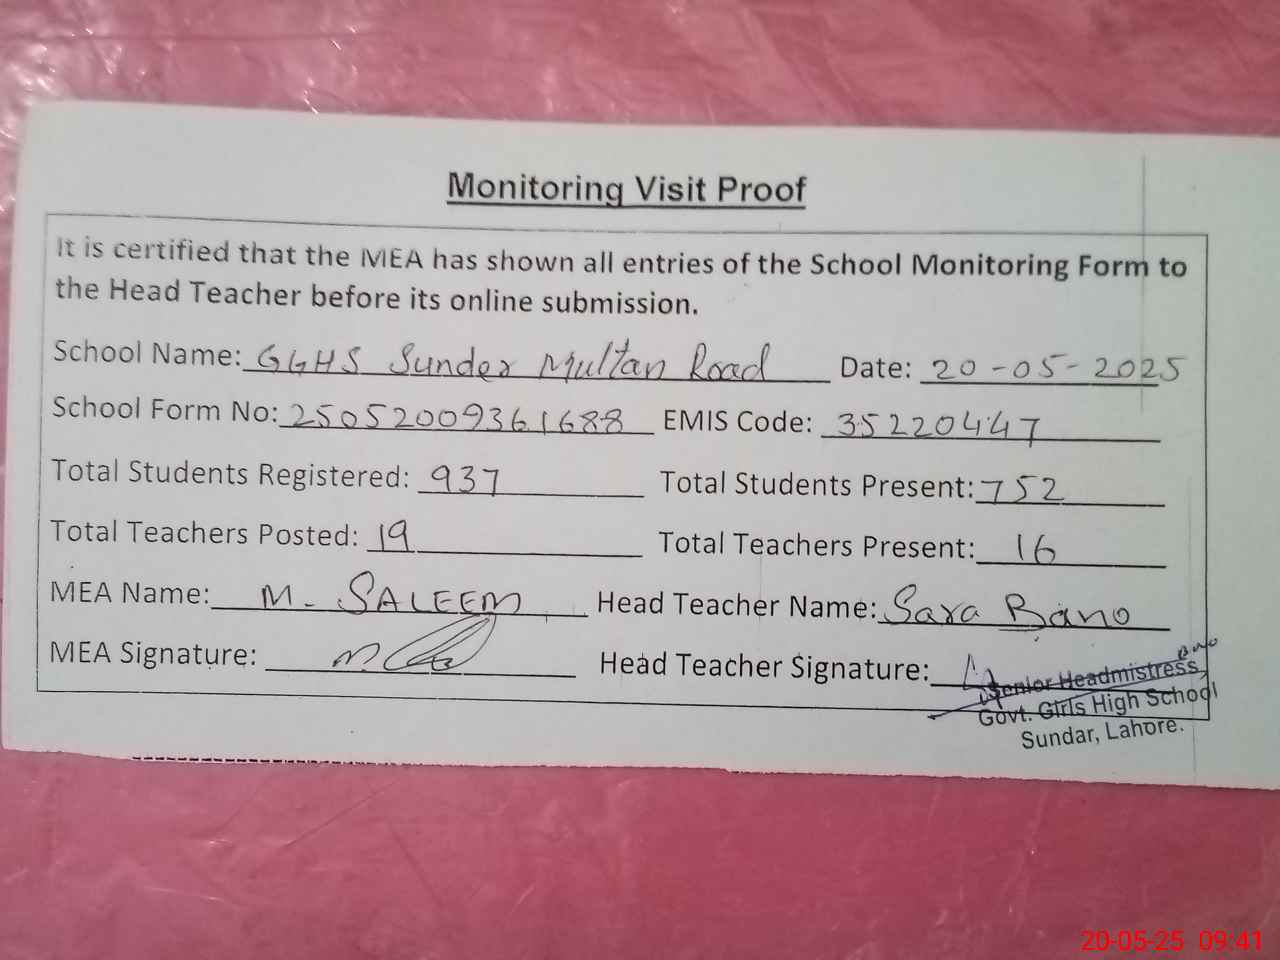 Monitoring Visit Proof
It is certified that the MEA has shown all entries of the School Monitoring Form to
the Head Teacher before its online submission.
School Name: GGHS Sunder Multan Road Date: 20-05-2025
School Form No: 25052009361688 EMIS Code: 35220447
Total Students Registered: 937 Total Students Present: 752
Total Teachers Posted: 19 Total Teachers Present: 16
MEA Name: M. SALEEM Head Teacher Name: Sara Bano
MEA Signature: Head Teacher Signature:
Senior Headmistress
Govt. Girls High School
Sundar, Lahore.
20-05-25 09:41